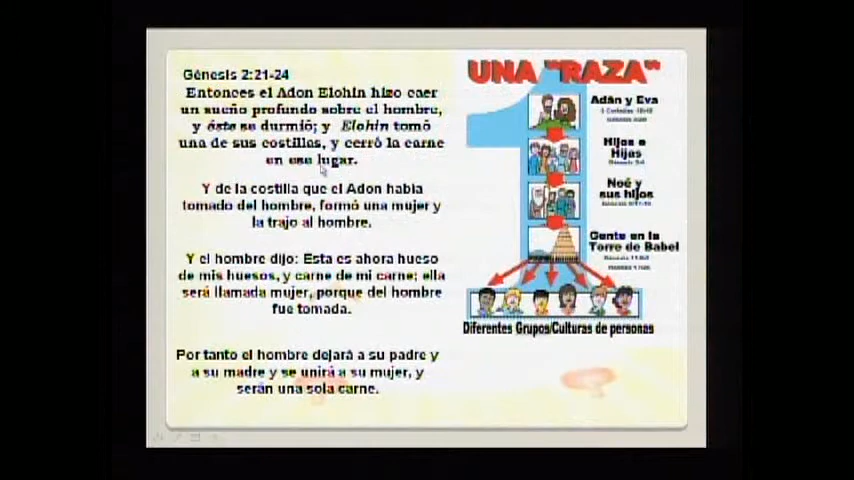 Génesis 2:21-24
Entonces el Adon Elohin hizo caer
un sueño profundo sobre el hombre,
y éste se durmió; y Elohin tomó
una de sus costillas, y cerró la carne
en ese lugar.
Y de la costilla que el Adon había
tomado del hombre, formó una mujer y
la trajo al hombre.
Y el hombre dijo: Esta es ahora hueso
de mis huesos, y carne de mi carne; ella
será llamada mujer, porque del hombre
fue tomada.
Por tanto el hombre dejará a su padre y
a su madre y se unirá a su mujer, y
serán una sola carne.
UNA "RAZA"
1
Adán y Eva
Hijos e
Hijas
Noé y
sus hijos
Gente en la
Torre de Babel
Diferentes Grupos/Culturas de personas